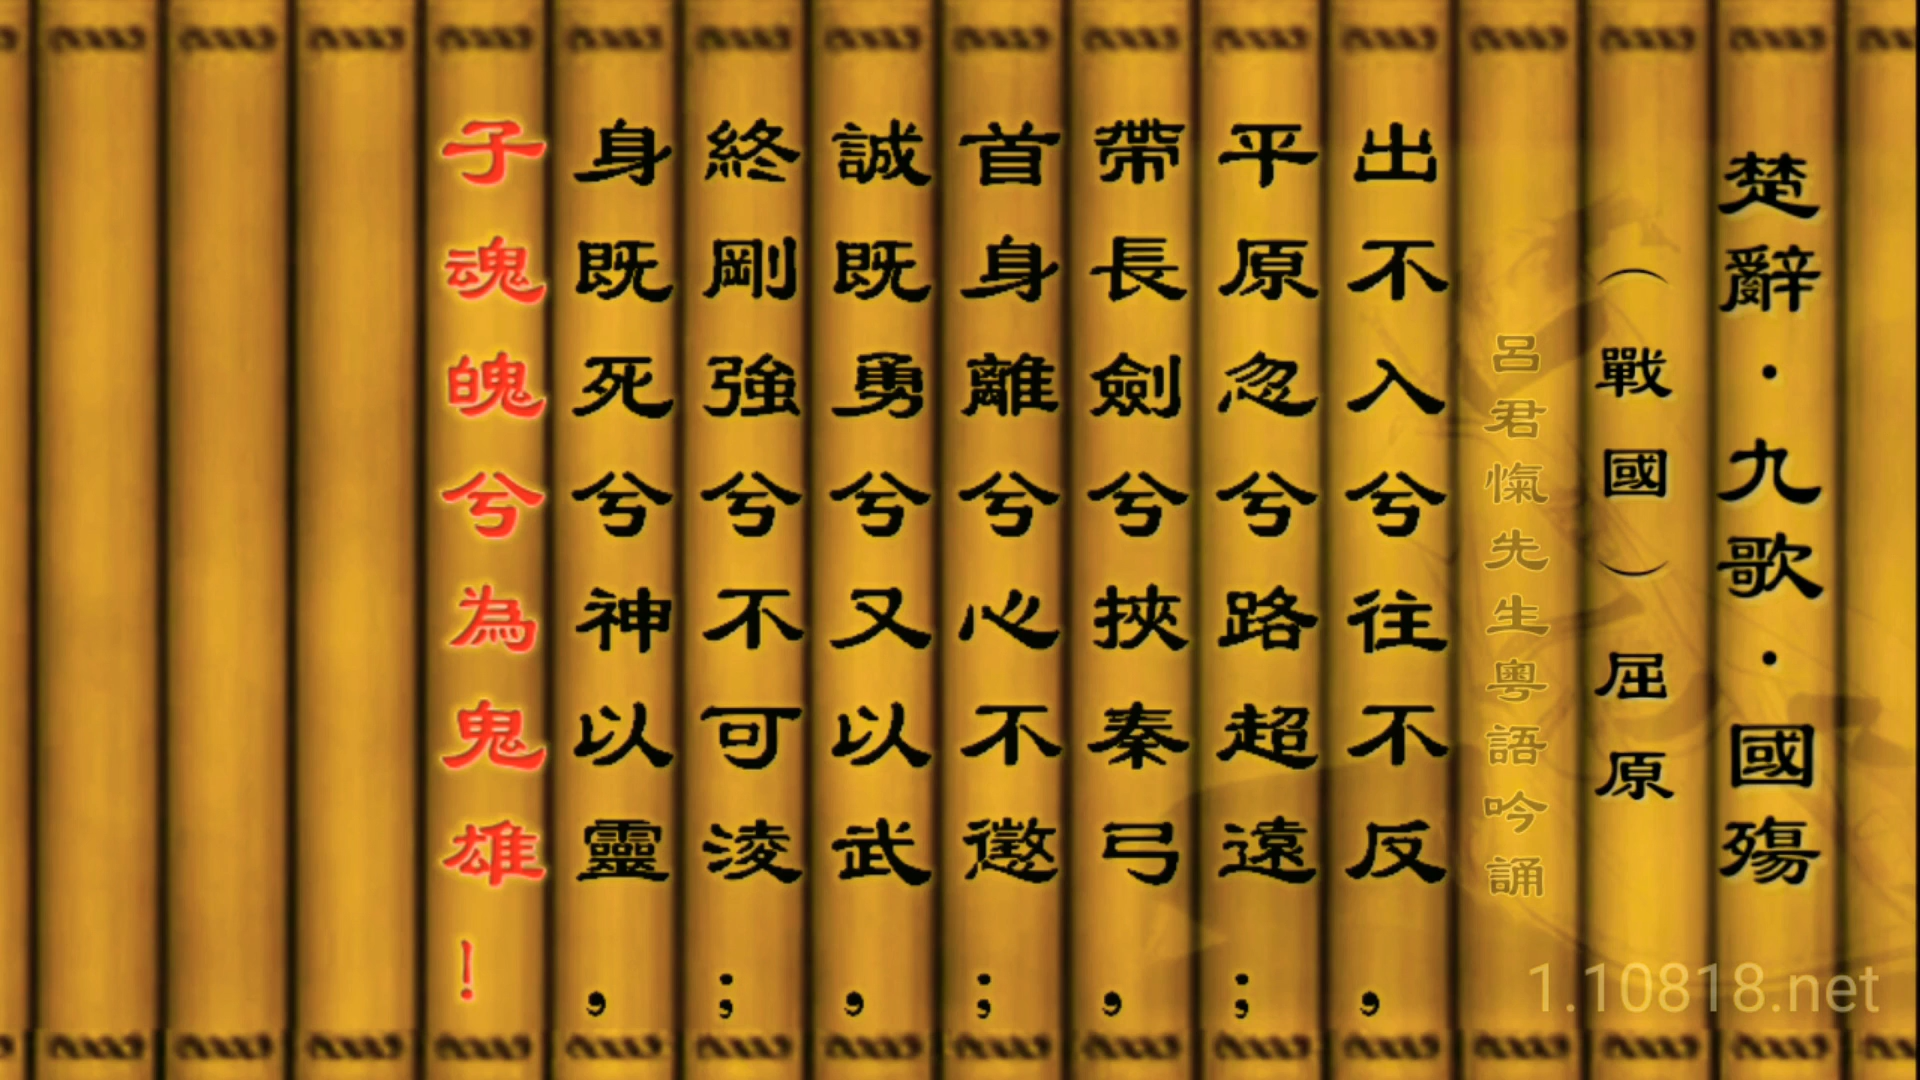 楚辭·九歌·國殤
（戰國）屈原
呂君愾先生粵語吟誦
出不入兮往不反，
平原忽兮路超遠；
帶長劍兮挾秦弓，
首身離兮心不懲；
誠既勇兮又以武，
終剛強兮不可凌；
身既死兮神以靈，
子魂魄兮為鬼雄！
1.10818.net